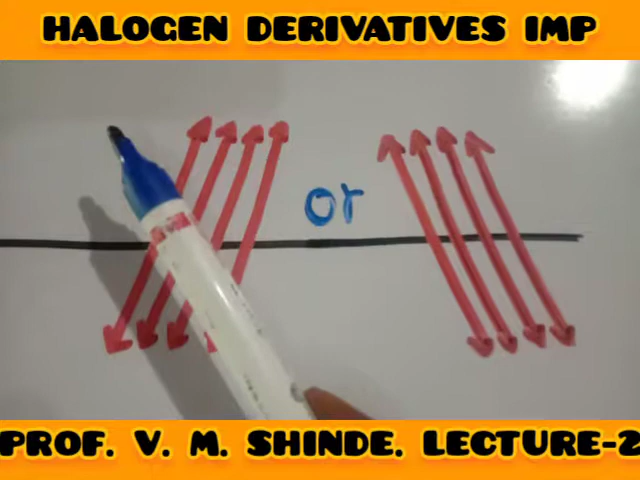 HALOGEN DERIVATIVES IMP
or
PROF. V. M. SHINDE. LECTURE-2